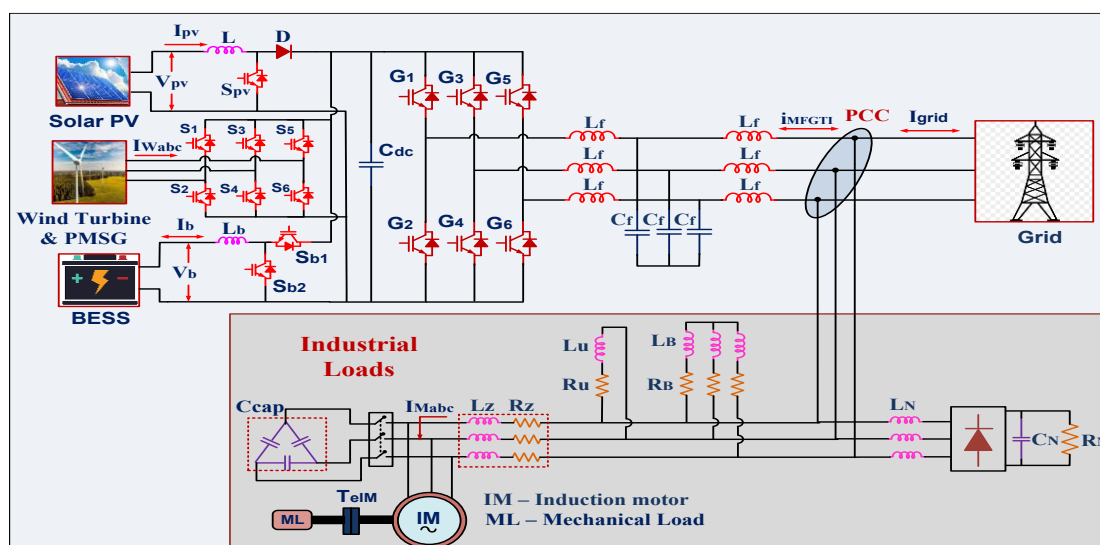 Ipv
L
D
Vpv
Spv
Solar PV
S1
S3
S5
IWabc
S2
S4
S6
Wind Turbine
& PMSG
Ib
Lb
Vb
Sb1
Sb2
BESS
Cdc
G1
G3
G5
G2
G4
G6
Lf
Lf
Lf
Cf
Cf
Cf
Lf
Lf
Lf
iMFGTI
PCC
Igrid
Grid
Industrial
Loads
Lu
Ru
LB
RB
Ccap
IMabc
Lz
Rz
LN
CN
RN
TeIM
ML
IM
~
IM – Induction motor
ML – Mechanical Load